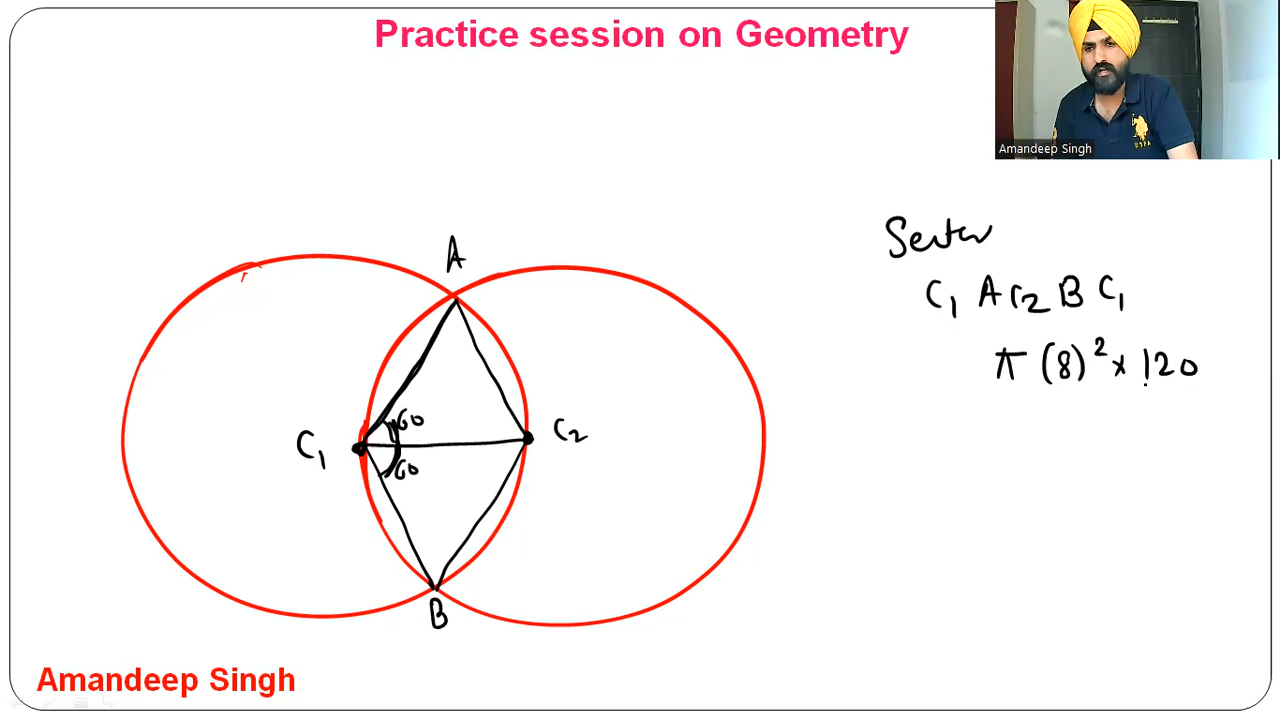 Practice session on Geometry
Amandeep Singh
USPA
Sector
C1 A C2 B C1
π (8)² × 120
A
60
C1
C2
60
B
Amandeep Singh